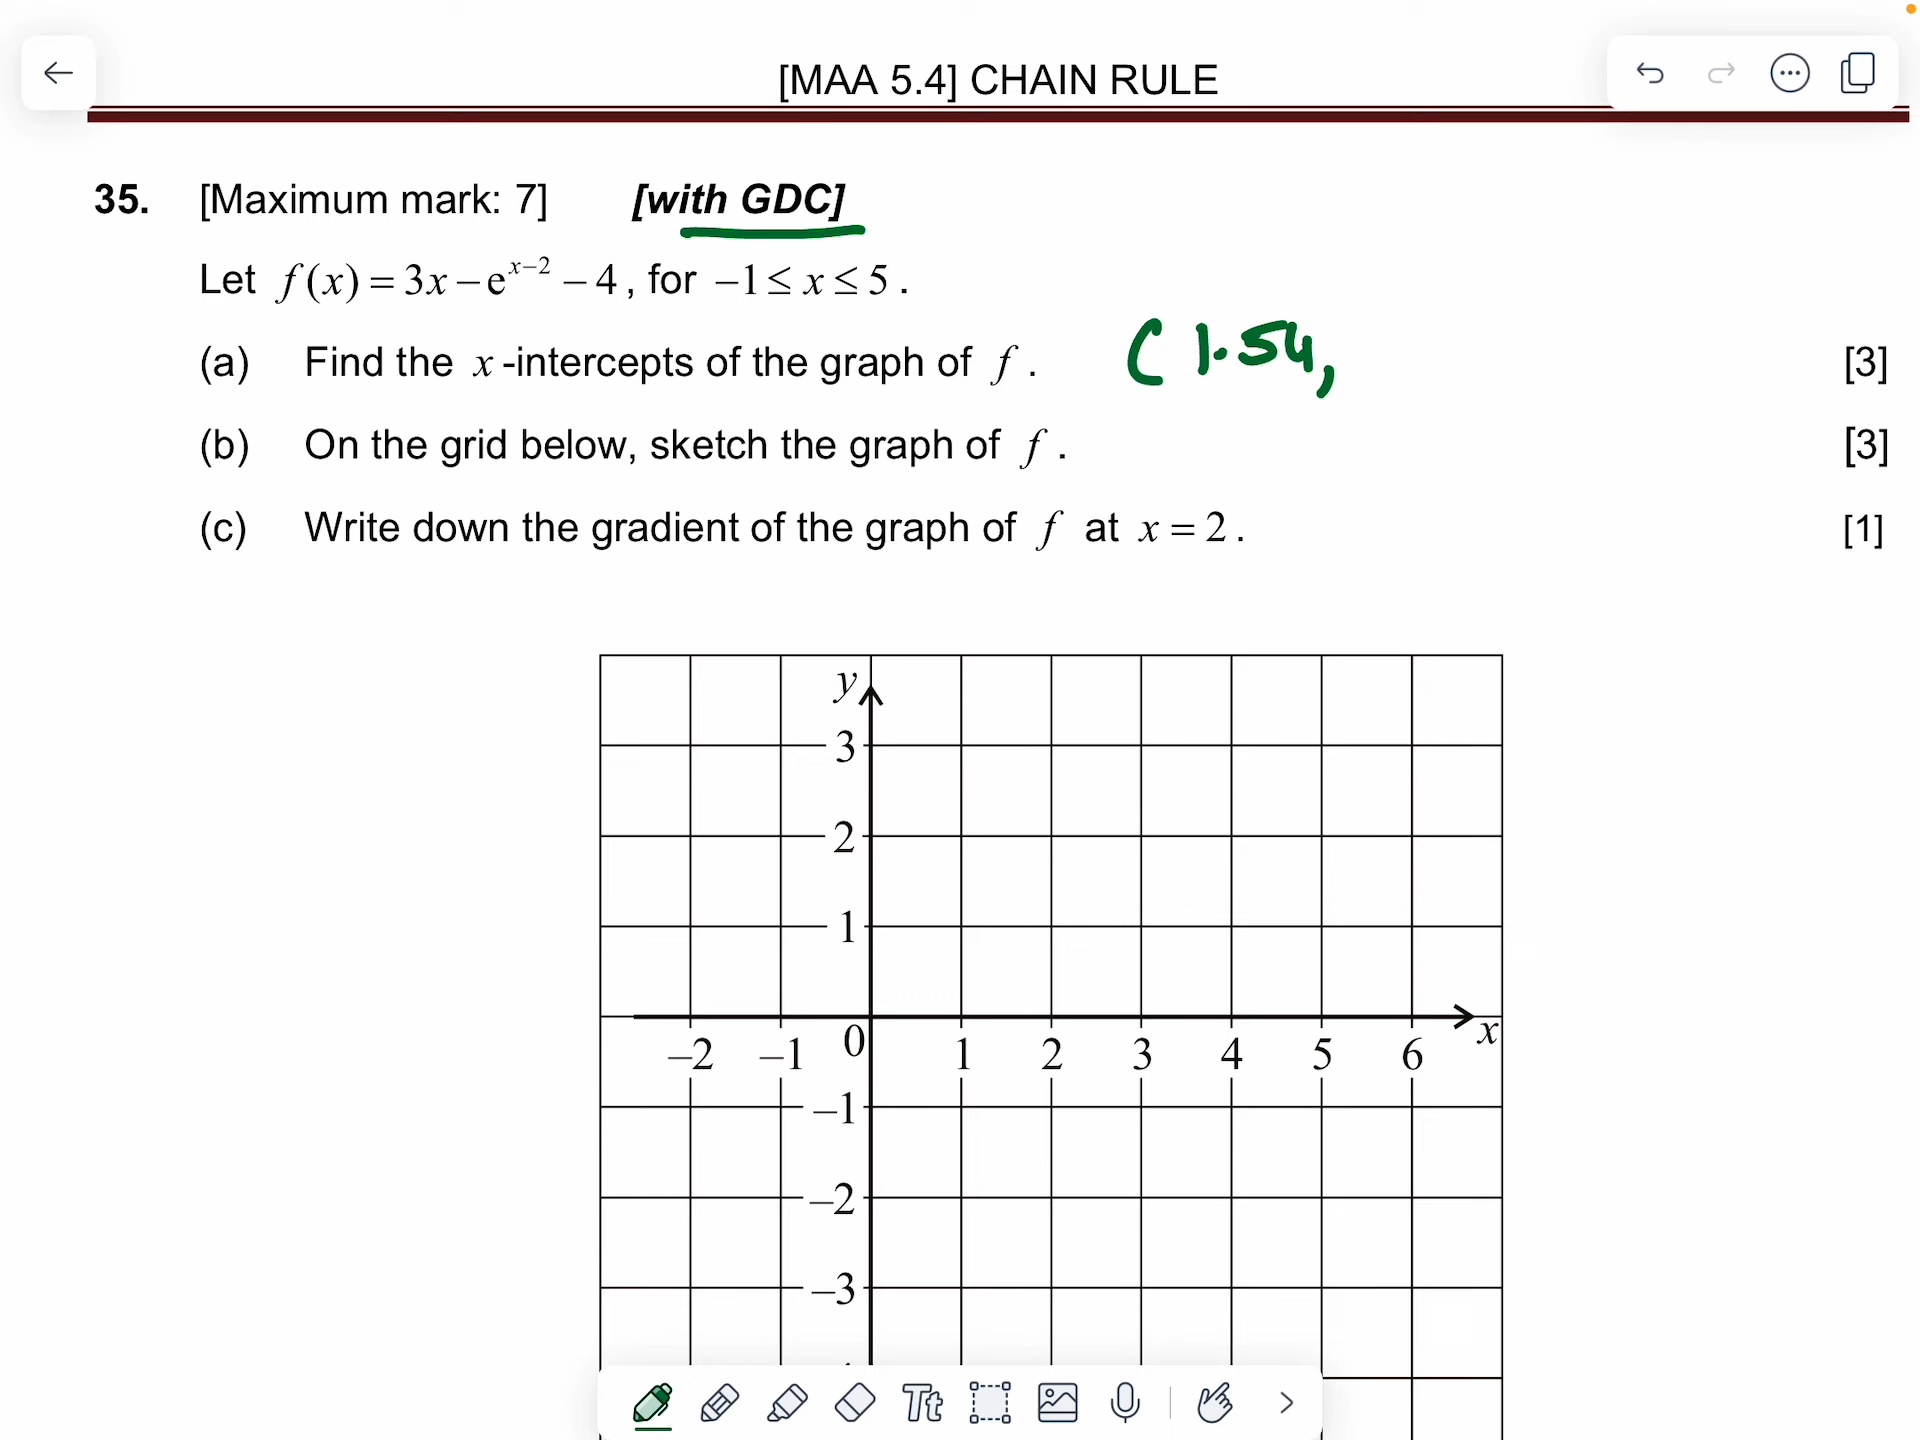 [MAA 5.4] CHAIN RULE
35. [Maximum mark: 7] [with GDC]
Let f(x) = 3x − e^{x−2} − 4, for −1 ≤ x ≤ 5.
(a) Find the x-intercepts of the graph of f. (1.54, [3]
(b) On the grid below, sketch the graph of f. [3]
(c) Write down the gradient of the graph of f at x = 2. [1]
y
3
2
1
−2 −1 0 1 2 3 4 5 6 x
−1
−2
−3
Tt